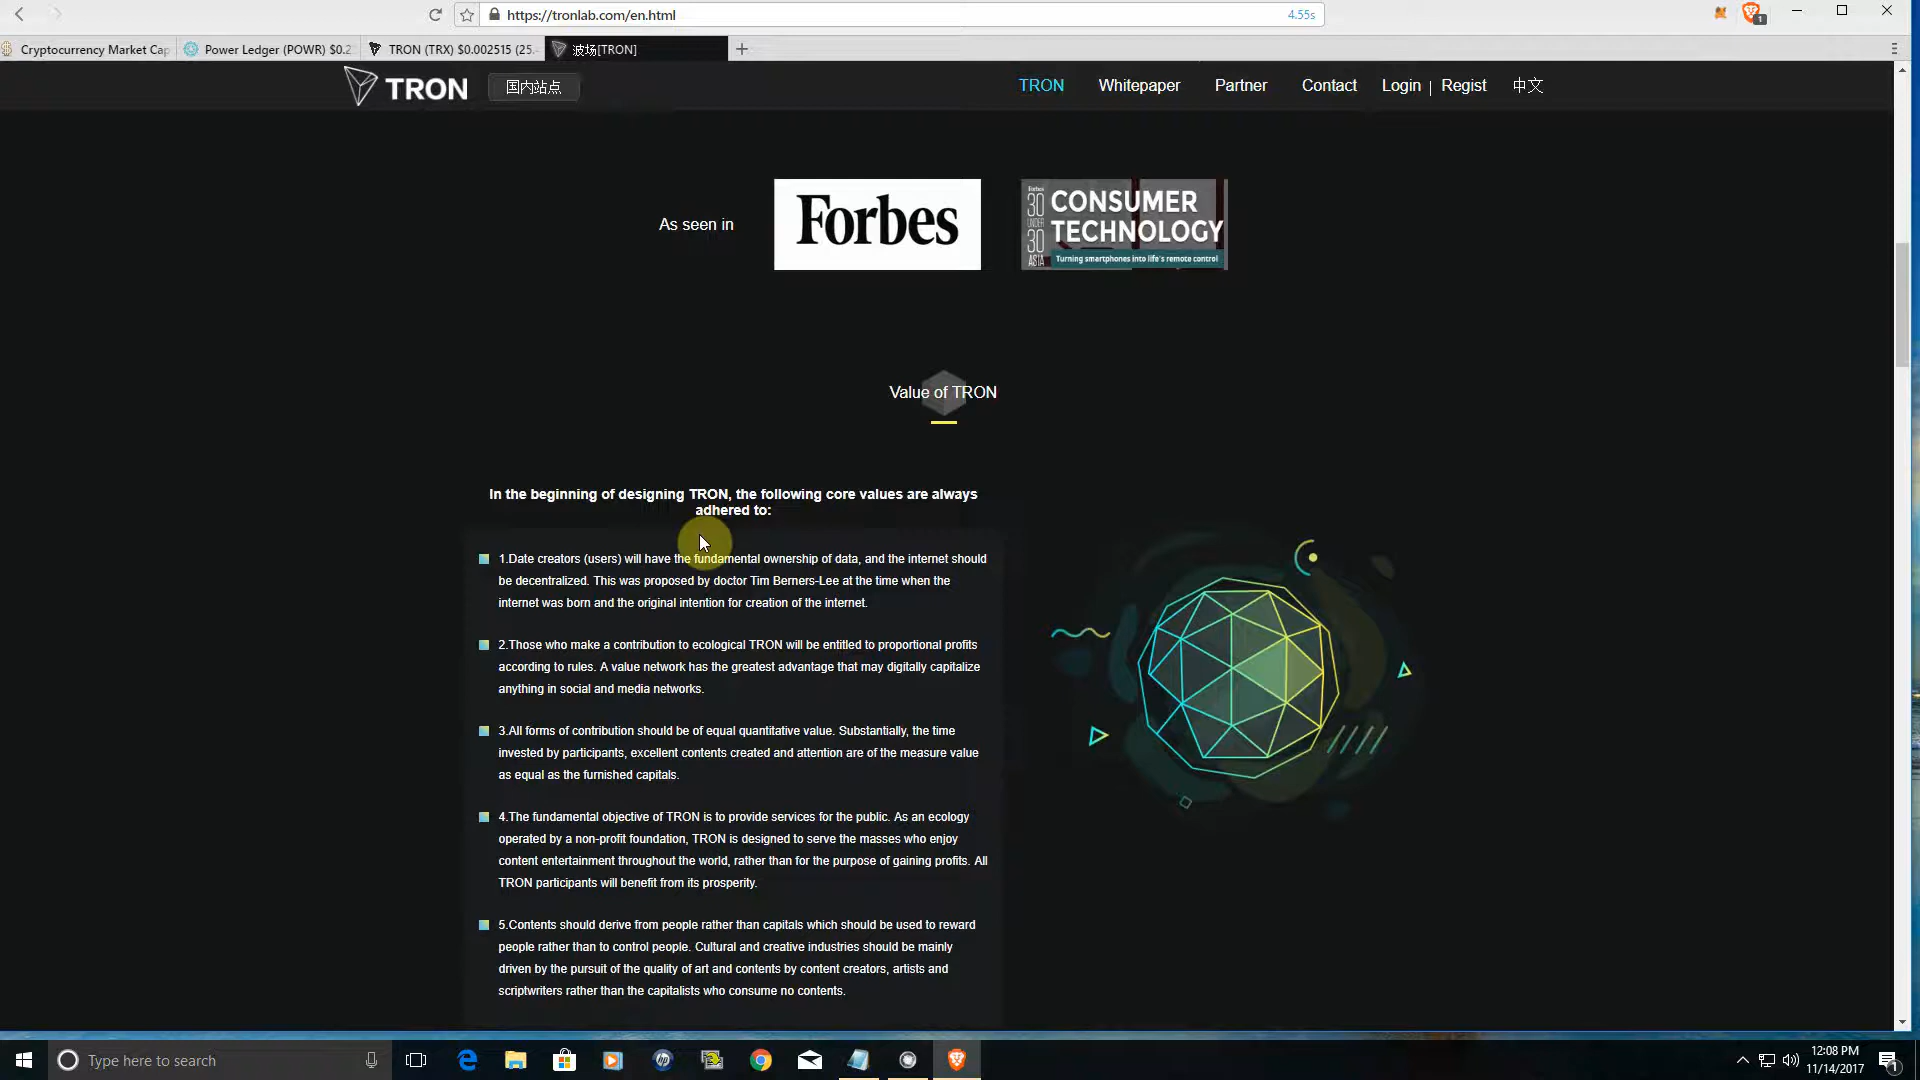 https://tronlab.com/en.html
4.55s
1
Cryptocurrency Market Cap
Power Ledger (POWR) $0.2
TRON (TRX) $0.002515 (25.
波场[TRON]
TRON
国内站点
TRON
Whitepaper
Partner
Contact
Login | Regist
中文
As seen in
Forbes
Forbes
30
UNDER
30
ASIA
CONSUMER
TECHNOLOGY
Turning smartphones into life's remote control
Value of TRON
In the beginning of designing TRON, the following core values are always
adhered to:
1.Date creators (users) will have the fundamental ownership of data, and the internet should
be decentralized. This was proposed by doctor Tim Berners-Lee at the time when the
internet was born and the original intention for creation of the internet.
2.Those who make a contribution to ecological TRON will be entitled to proportional profits
according to rules. A value network has the greatest advantage that may digitally capitalize
anything in social and media networks.
3.All forms of contribution should be of equal quantitative value. Substantially, the time
invested by participants, excellent contents created and attention are of the measure value
as equal as the furnished capitals.
4.The fundamental objective of TRON is to provide services for the public. As an ecology
operated by a non-profit foundation, TRON is designed to serve the masses who enjoy
content entertainment throughout the world, rather than for the purpose of gaining profits. All
TRON participants will benefit from its prosperity.
5.Contents should derive from people rather than capitals which should be used to reward
people rather than to control people. Cultural and creative industries should be mainly
driven by the pursuit of the quality of art and contents by content creators, artists and
scriptwriters rather than the capitalists who consume no contents.
Type here to search
hp
12:08 PM
11/14/2017
1